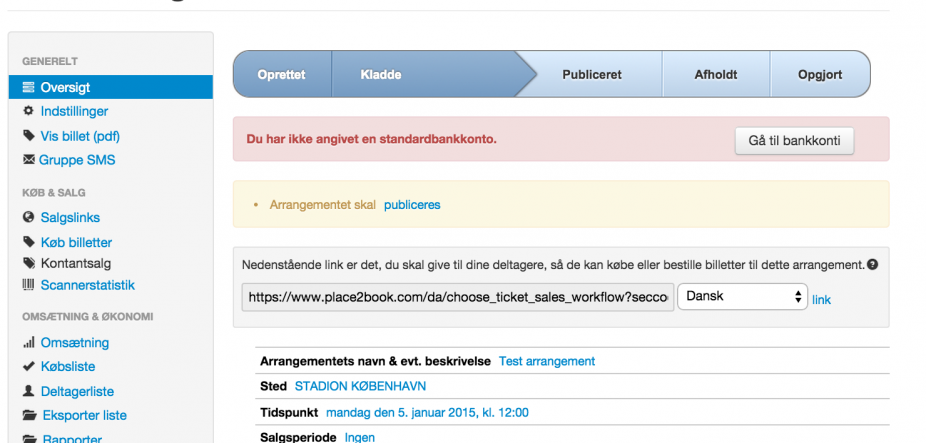 GENERELT
Oversigt
Indstillinger
Vis billet (pdf)
Gruppe SMS
KØB & SALG
Salgslinks
Køb billetter
Kontantsalg
Scannerstatistik
OMSÆTNING & ØKONOMI
Omsætning
Købsliste
Deltagerliste
Eksporter liste
Rapporter
Oprettet Kladde Publiceret Afholdt Opgjort
Du har ikke angivet en standardbankkonto. Gå til bankkonti
• Arrangementet skal publiceres
Nedenstående link er det, du skal give til dine deltagere, så de kan købe eller bestille billetter til dette arrangement.
https://www.place2book.com/da/choose_ticket_sales_workflow?secco Dansk link
Arrangementets navn & evt. beskrivelse Test arrangement
Sted STADION KØBENHAVN
Tidspunkt mandag den 5. januar 2015, kl. 12:00
Salgsperiode Ingen